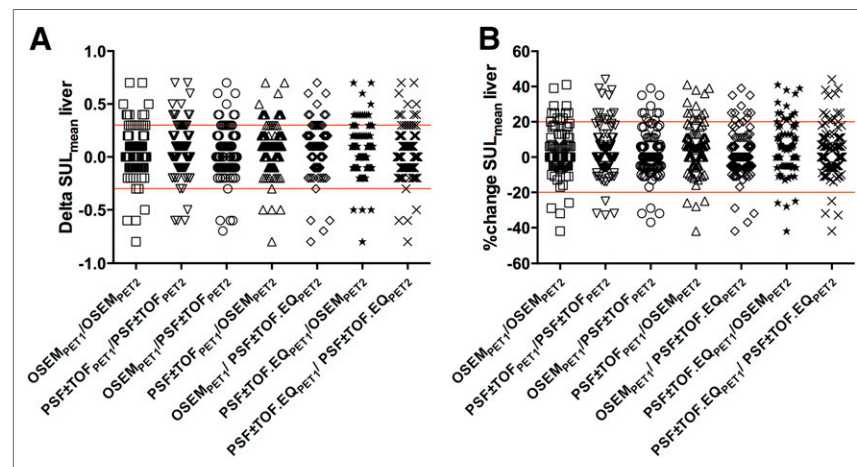 A
Delta SULmean liver
1.0
0.5
0.0
-0.5
-1.0
OSEMPET1/OSEMPET2
PSF±TOFPET1/PSF±TOFPET2
OSEMPET1/PSF±TOFPET2
PSF±TOFPET1/OSEMPET2
OSEMPET1/ PSF±TOF.EQPET2
PSF±TOF.EQPET1/OSEMPET2
PSF±TOF.EQPET1/ PSF±TOF.EQPET2
B
%change SULmean liver
60
40
20
0
-20
-40
-60
OSEMPET1/OSEMPET2
PSF±TOFPET1/PSF±TOFPET2
OSEMPET1/PSF±TOFPET2
PSF±TOFPET1/OSEMPET2
OSEMPET1/ PSF±TOF.EQPET2
PSF±TOF.EQPET1/OSEMPET2
PSF±TOF.EQPET1/ PSF±TOF.EQPET2